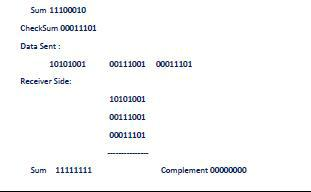 Sum 11100010
CheckSum 00011101
Data Sent :
10101001 00111001 00011101
Receiver Side:
10101001
00111001
00011101
---------------
Sum 11111111 Complement 00000000